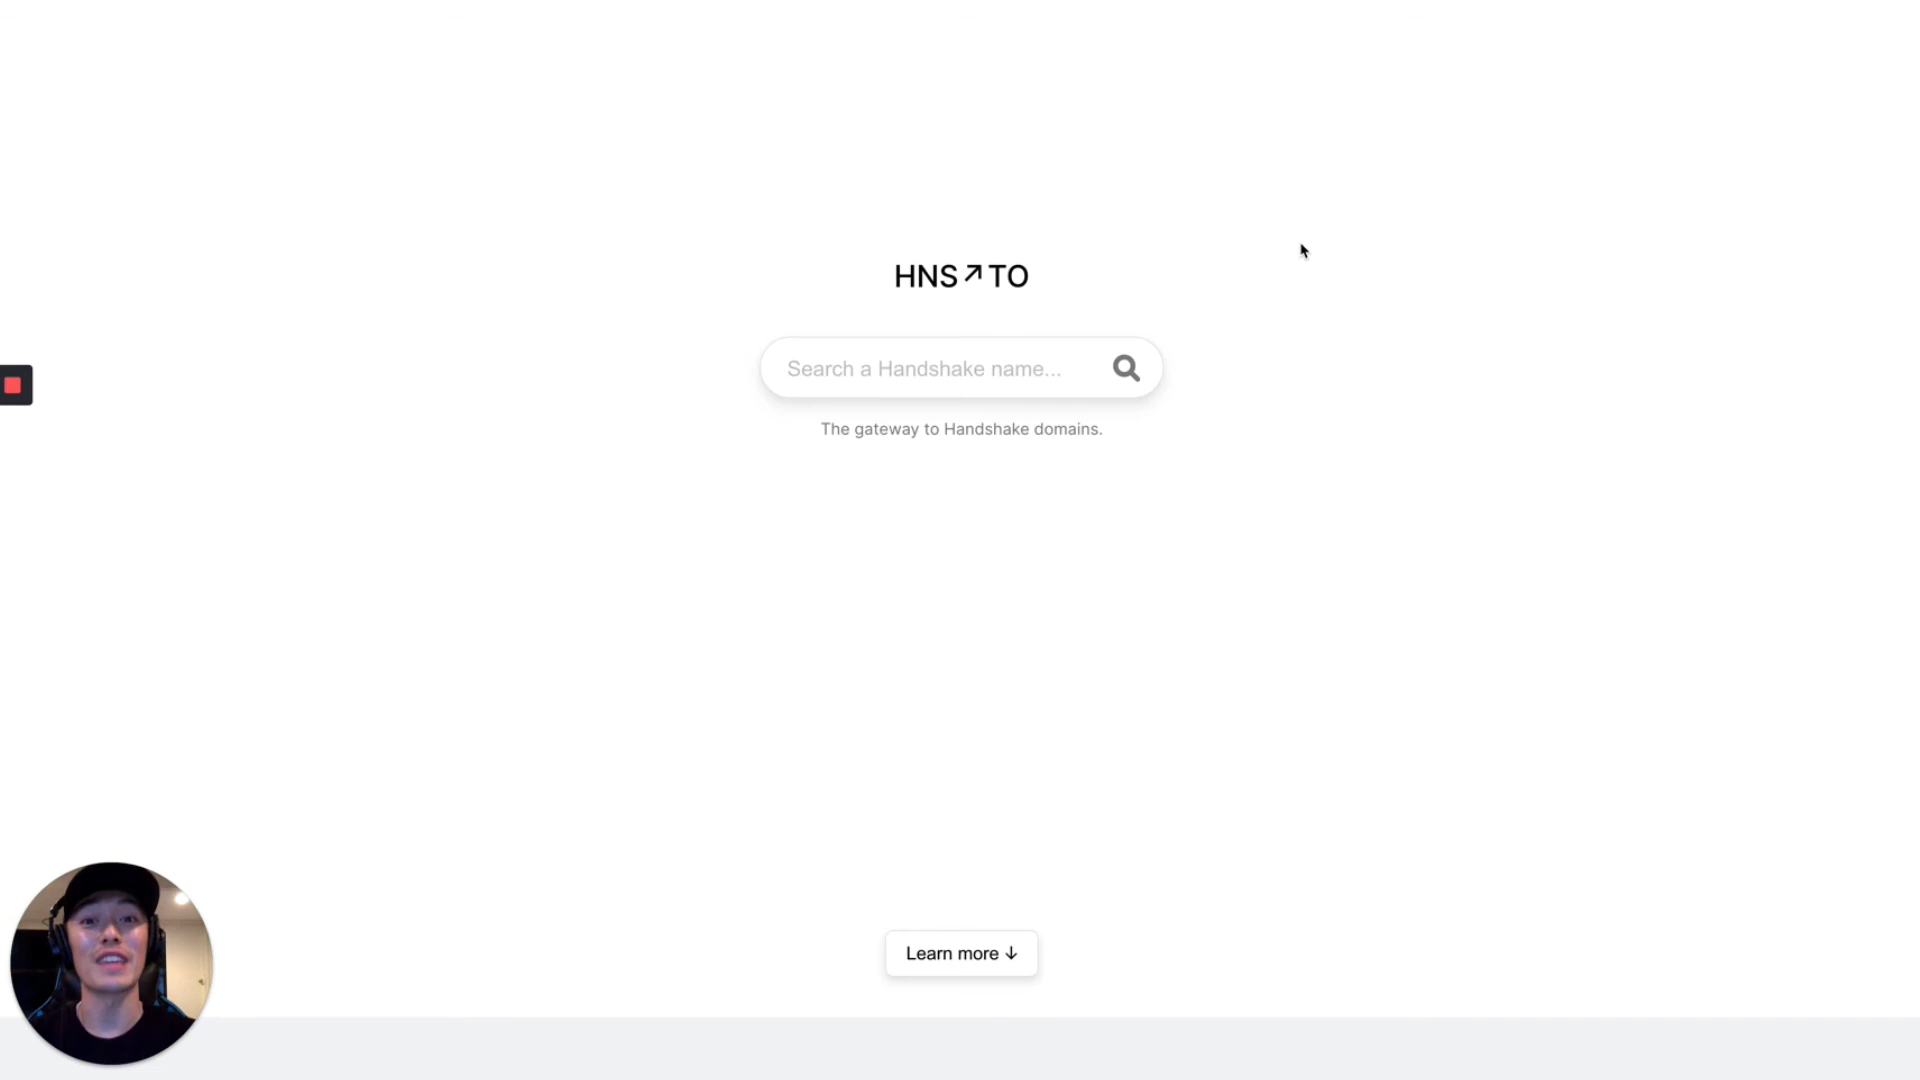 HNS↗TO
Search a Handshake name...
The gateway to Handshake domains.
Learn more ↓